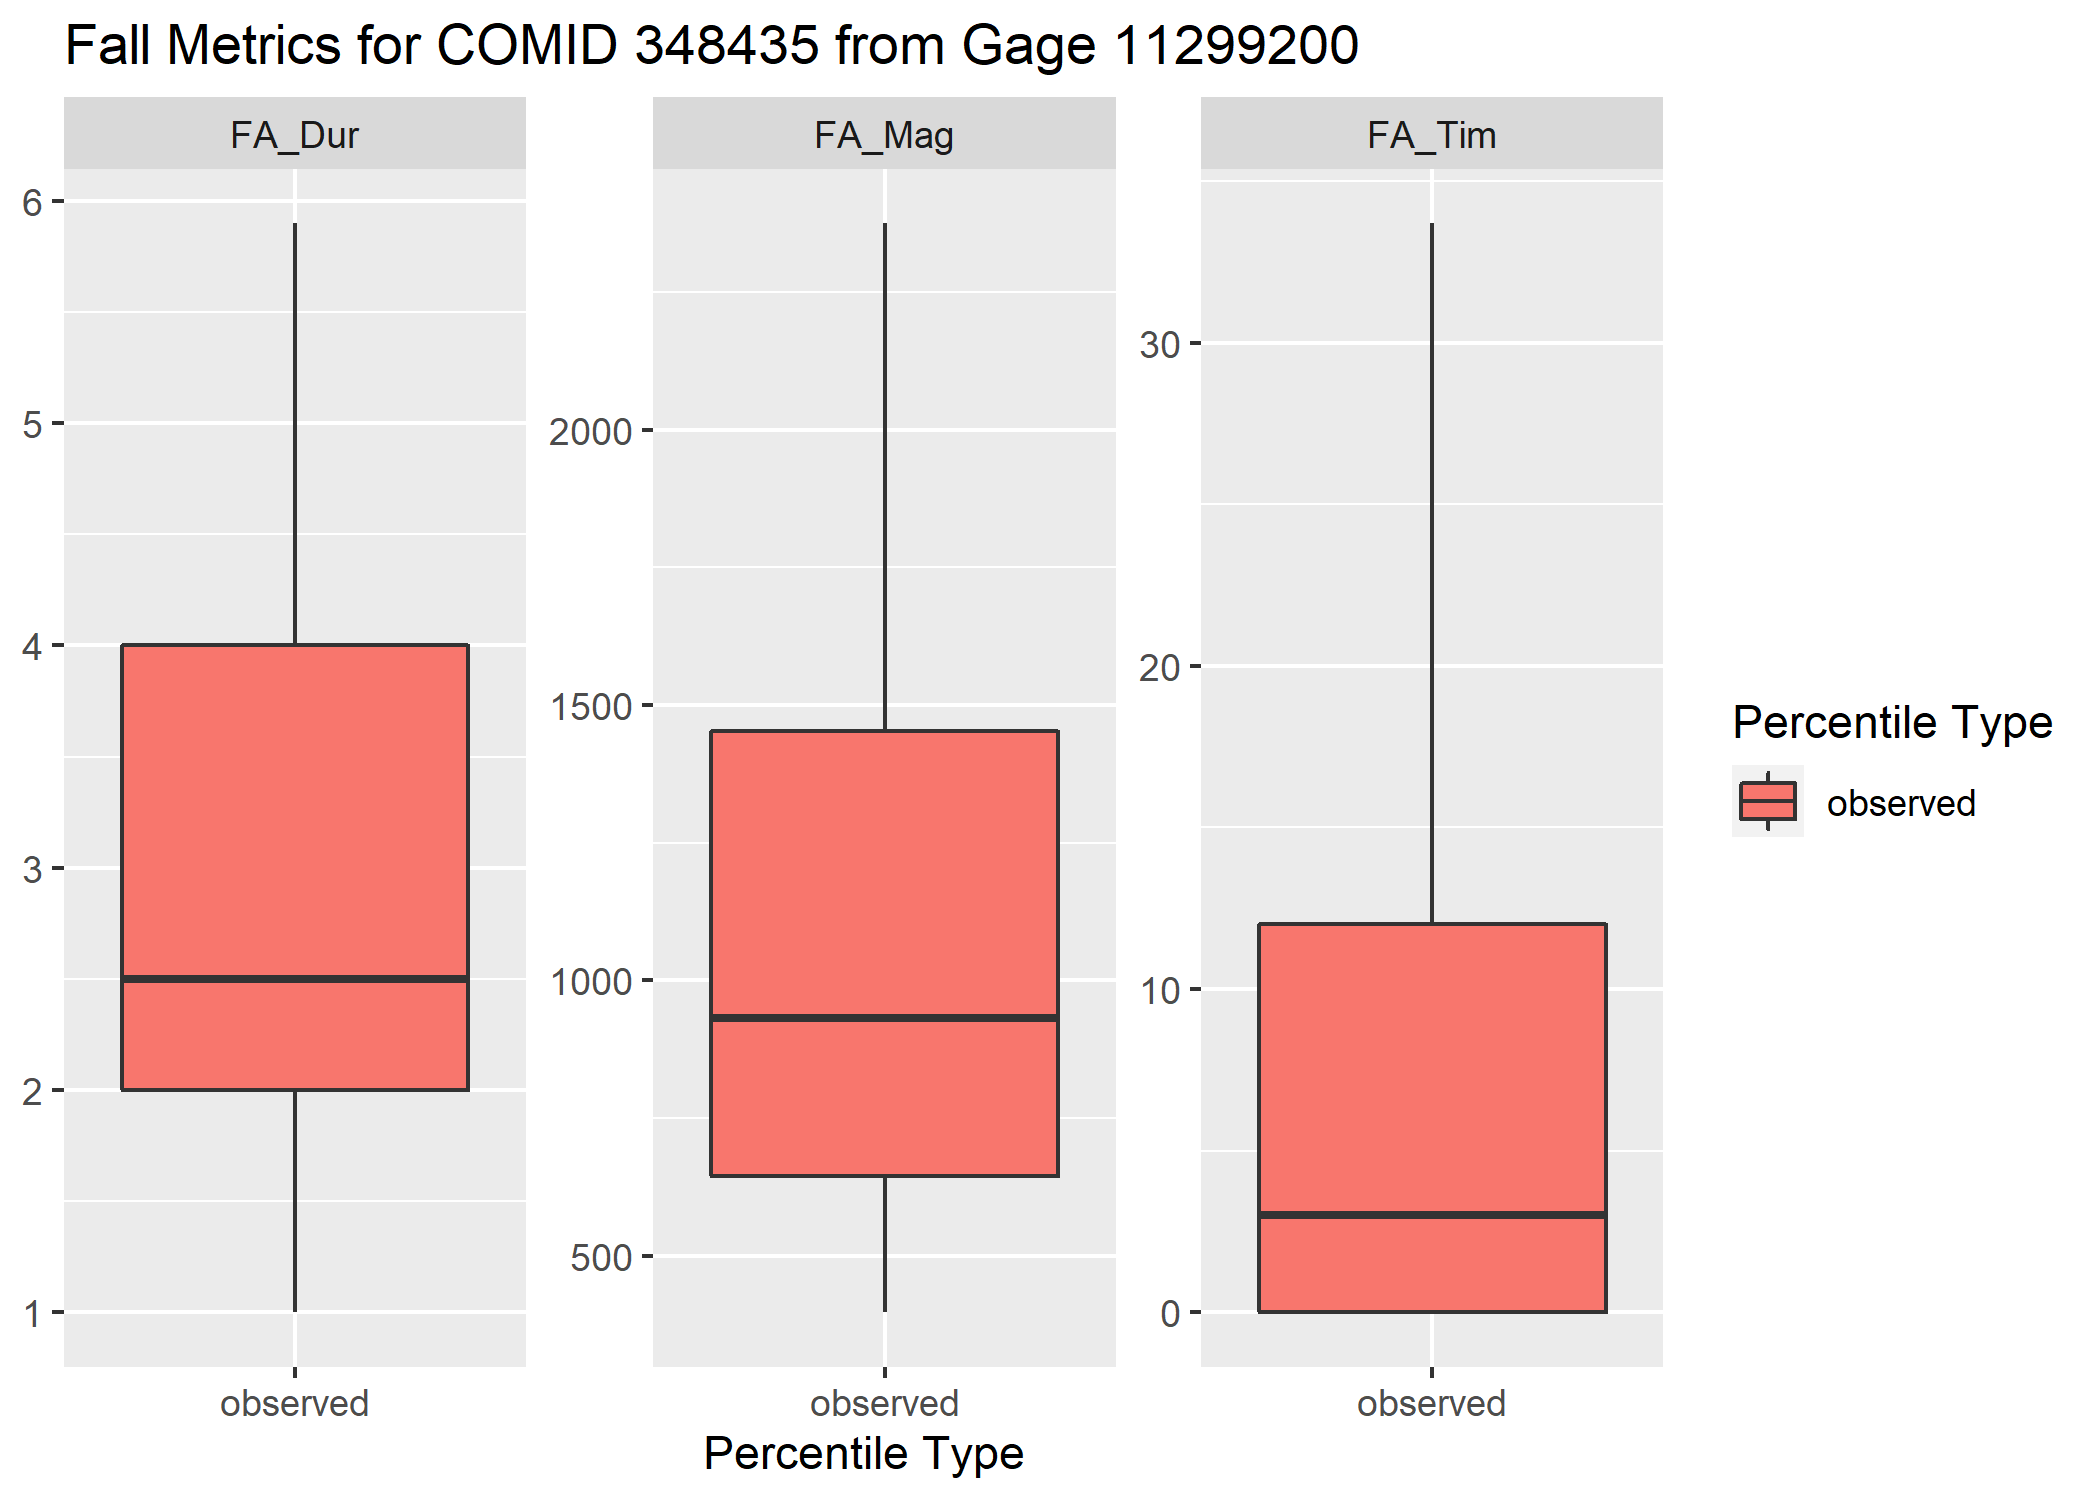 Fall Metrics for COMID 348435 from Gage 11299200
FA_Dur
FA_Mag
FA_Tim
6
5
4
3
2
1
2000
1500
1000
500
30
20
10
0
observed
observed
observed
Percentile Type
Percentile Type
observed